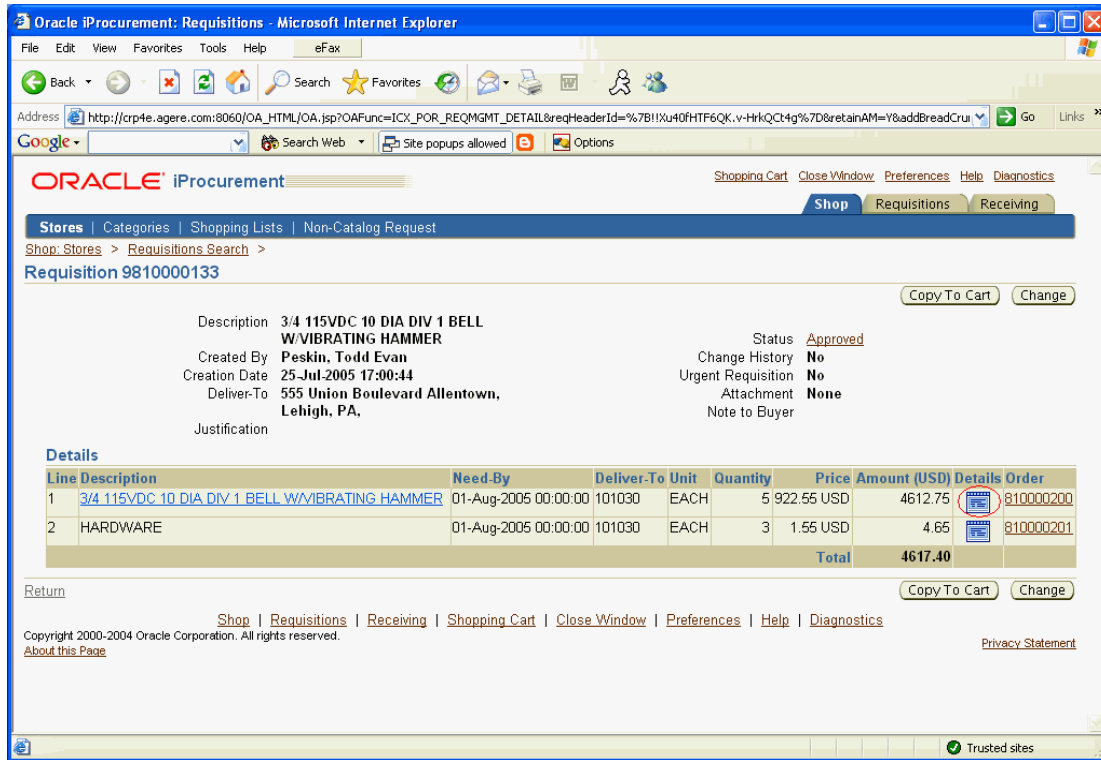 Oracle iProcurement: Requisitions - Microsoft Internet Explorer
File Edit View Favorites Tools Help eFax
Back Search Favorites
Address http://crp4e.agere.com:8060/OA_HTML/OA.jsp?OAFunc=ICX_POR_REQMGMT_DETAIL&reqHeaderId=%7B!!Xu40fHTF6QK.v-HrkQCt4g%7D&retainAM=Y&addBreadCru Go Links »
Google Search Web Site popups allowed Options
ORACLE iProcurement
Shopping Cart Close Window Preferences Help Diagnostics
Shop Requisitions Receiving
Stores | Categories | Shopping Lists | Non-Catalog Request
Shop: Stores > Requisitions Search >
Requisition 9810000133
Copy To Cart Change
Description 3/4 115VDC 10 DIA DIV 1 BELL
W/VIBRATING HAMMER
Created By Peskin, Todd Evan
Creation Date 25-Jul-2005 17:00:44
Deliver-To 555 Union Boulevard Allentown,
Lehigh, PA,
Justification
Status Approved
Change History No
Urgent Requisition No
Attachment None
Note to Buyer
Details
Line Description Need-By Deliver-To Unit Quantity Price Amount (USD) Details Order
1 3/4 115VDC 10 DIA DIV 1 BELL W/VIBRATING HAMMER 01-Aug-2005 00:00:00 101030 EACH 5 922.55 USD 4612.75 810000200
2 HARDWARE 01-Aug-2005 00:00:00 101030 EACH 3 1.55 USD 4.65 810000201
Total 4617.40
Return
Copy To Cart Change
Shop | Requisitions | Receiving | Shopping Cart | Close Window | Preferences | Help | Diagnostics
Copyright 2000-2004 Oracle Corporation. All rights reserved.
About this Page
Privacy Statement
Trusted sites